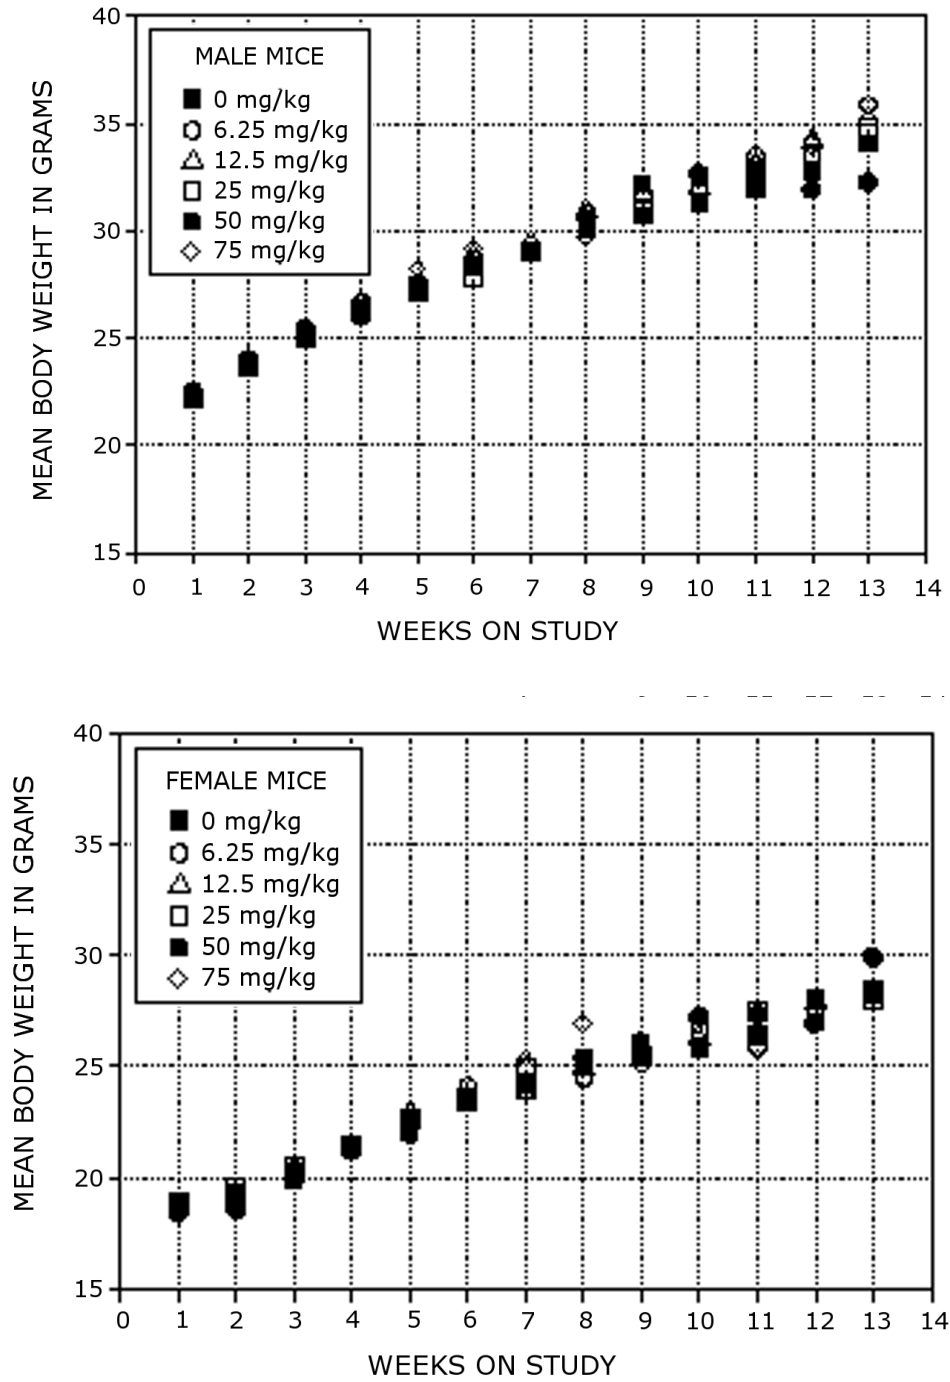 40
MALE MICE
0 mg/kg
6.25 mg/kg
12.5 mg/kg
25 mg/kg
50 mg/kg
75 mg/kg
35
30
25
20
15
MEAN BODY WEIGHT IN GRAMS
0 1 2 3 4 5 6 7 8 9 10 11 12 13 14
WEEKS ON STUDY
40
FEMALE MICE
0 mg/kg
6.25 mg/kg
12.5 mg/kg
25 mg/kg
50 mg/kg
75 mg/kg
35
30
25
20
15
MEAN BODY WEIGHT IN GRAMS
0 1 2 3 4 5 6 7 8 9 10 11 12 13 14
WEEKS ON STUDY